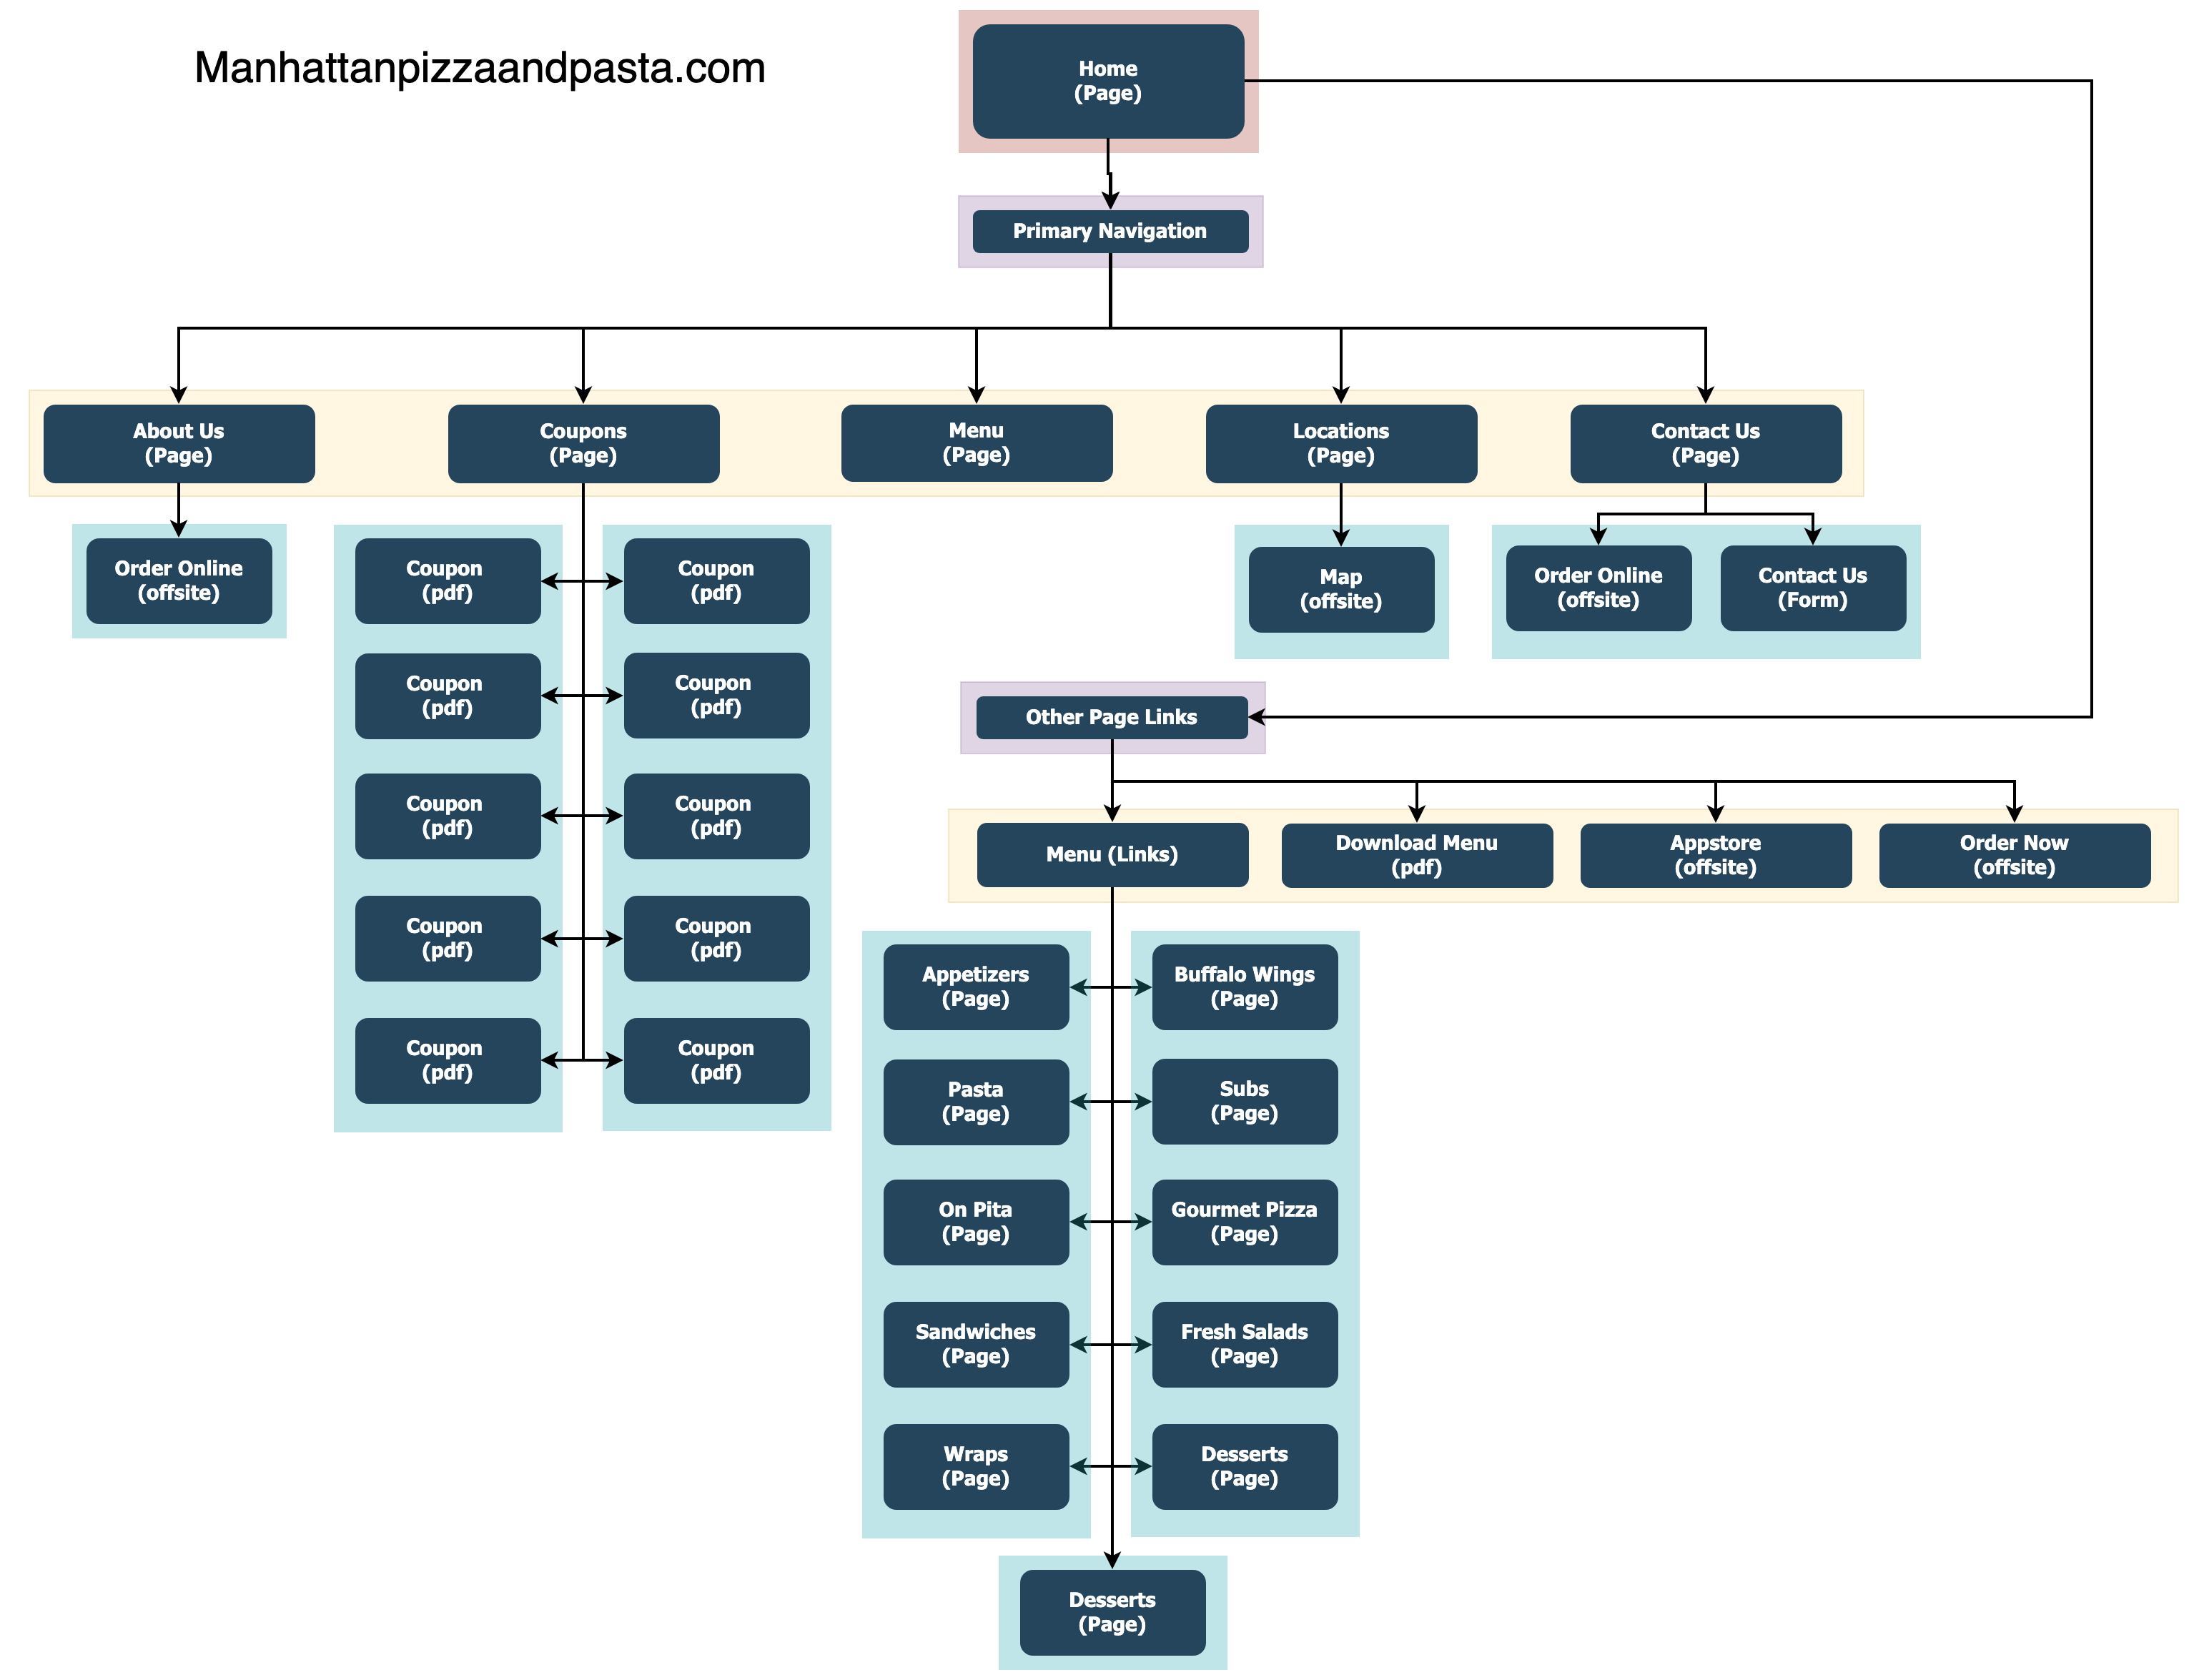 Manhattanpizzaandpasta.com
Home
(Page)
Primary Navigation
About Us
(Page)
Coupons
(Page)
Menu
(Page)
Locations
(Page)
Contact Us
(Page)
Order Online
(offsite)
Coupon
(pdf)
Coupon
(pdf)
Coupon
(pdf)
Coupon
(pdf)
Coupon
(pdf)
Coupon
(pdf)
Coupon
(pdf)
Coupon
(pdf)
Coupon
(pdf)
Coupon
(pdf)
Map
(offsite)
Order Online
(offsite)
Contact Us
(Form)
Other Page Links
Menu (Links)
Download Menu
(pdf)
Appstore
(offsite)
Order Now
(offsite)
Appetizers
(Page)
Buffalo Wings
(Page)
Pasta
(Page)
Subs
(Page)
On Pita
(Page)
Gourmet Pizza
(Page)
Sandwiches
(Page)
Fresh Salads
(Page)
Wraps
(Page)
Desserts
(Page)
Desserts
(Page)